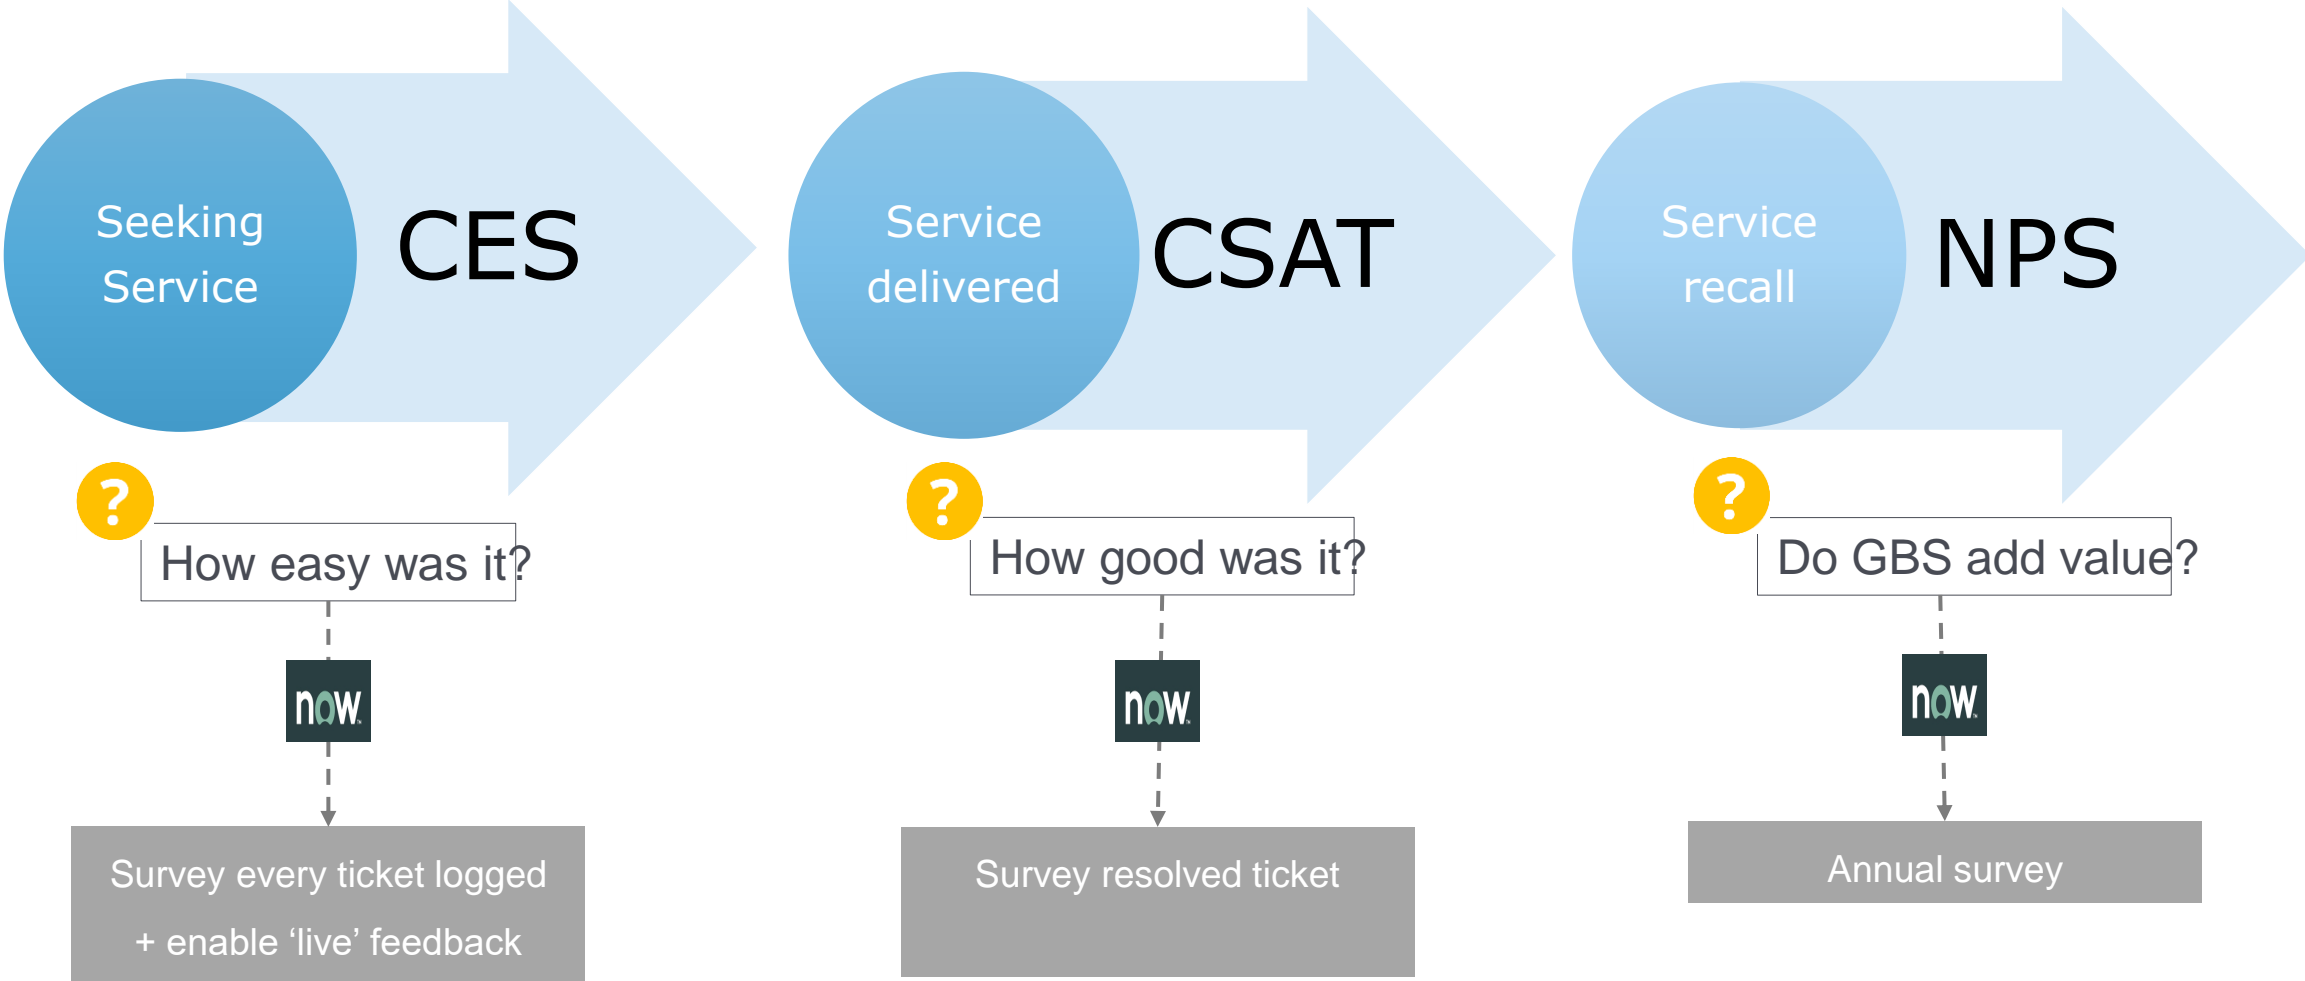 Seeking
Service
CES
Service
delivered
CSAT
Service
recall
NPS
?
How easy was it?
?
How good was it?
?
Do GBS add value?
now
now
now
Survey every ticket logged
+ enable ‘live’ feedback
Survey resolved ticket
Annual survey